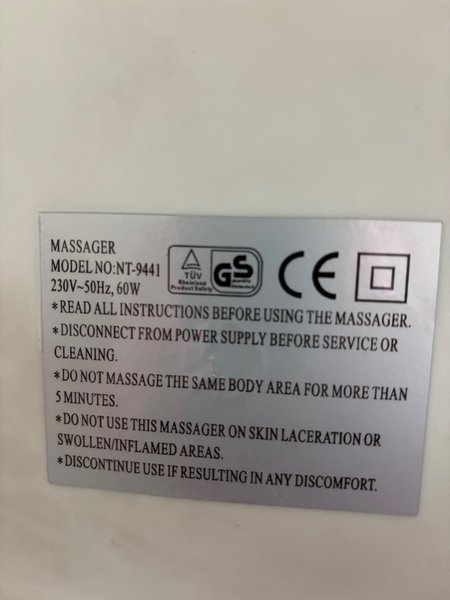 MASSAGER
MODEL NO:NT-9441
230V~50Hz, 60W
TÜV
Rheinland
Product Safety
GS
geprüfte
Sicherheit
CE
*READ ALL INSTRUCTIONS BEFORE USING THE MASSAGER.
*DISCONNECT FROM POWER SUPPLY BEFORE SERVICE OR
CLEANING.
*DO NOT MASSAGE THE SAME BODY AREA FOR MORE THAN
5 MINUTES.
*DO NOT USE THIS MASSAGER ON SKIN LACERATION OR
SWOLLEN/INFLAMED AREAS.
*DISCONTINUE USE IF RESULTING IN ANY DISCOMFORT.